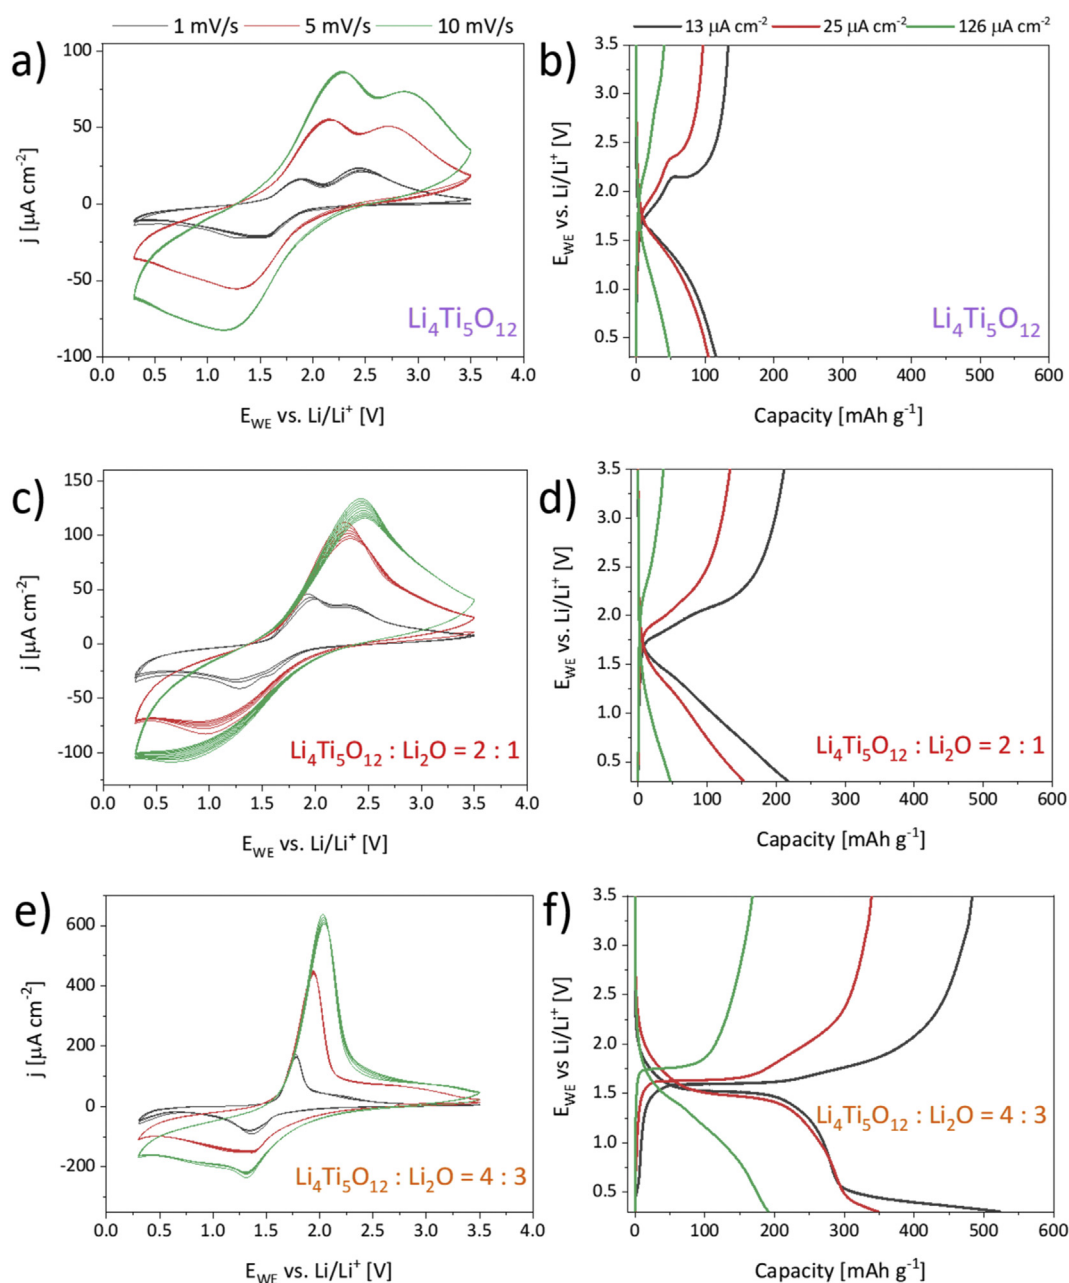 1 mV/s 5 mV/s 10 mV/s
13 µA cm⁻² 25 µA cm⁻² 126 µA cm⁻²
a)
100
50
0
-50
-100
j [µA cm⁻²]
Li₄Ti₅O₁₂
0.0 0.5 1.0 1.5 2.0 2.5 3.0 3.5 4.0
E_WE vs. Li/Li⁺ [V]
b)
3.5
3.0
2.5
2.0
1.5
1.0
0.5
E_WE vs. Li/Li⁺ [V]
Li₄Ti₅O₁₂
0 100 200 300 400 500 600
Capacity [mAh g⁻¹]
c)
150
100
50
0
-50
-100
j [µA cm⁻²]
Li₄Ti₅O₁₂ : Li₂O = 2 : 1
0.0 0.5 1.0 1.5 2.0 2.5 3.0 3.5 4.0
E_WE vs. Li/Li⁺ [V]
d)
3.5
3.0
2.5
2.0
1.5
1.0
0.5
E_WE vs. Li/Li⁺ [V]
Li₄Ti₅O₁₂ : Li₂O = 2 : 1
0 100 200 300 400 500 600
Capacity [mAh g⁻¹]
e)
600
400
200
0
-200
j [µA cm⁻²]
Li₄Ti₅O₁₂ : Li₂O = 4 : 3
0.0 0.5 1.0 1.5 2.0 2.5 3.0 3.5 4.0
E_WE vs. Li/Li⁺ [V]
f)
3.5
3.0
2.5
2.0
1.5
1.0
0.5
E_WE vs Li/Li⁺ [V]
Li₄Ti₅O₁₂ : Li₂O = 4 : 3
0 100 200 300 400 500 600
Capacity [mAh g⁻¹]